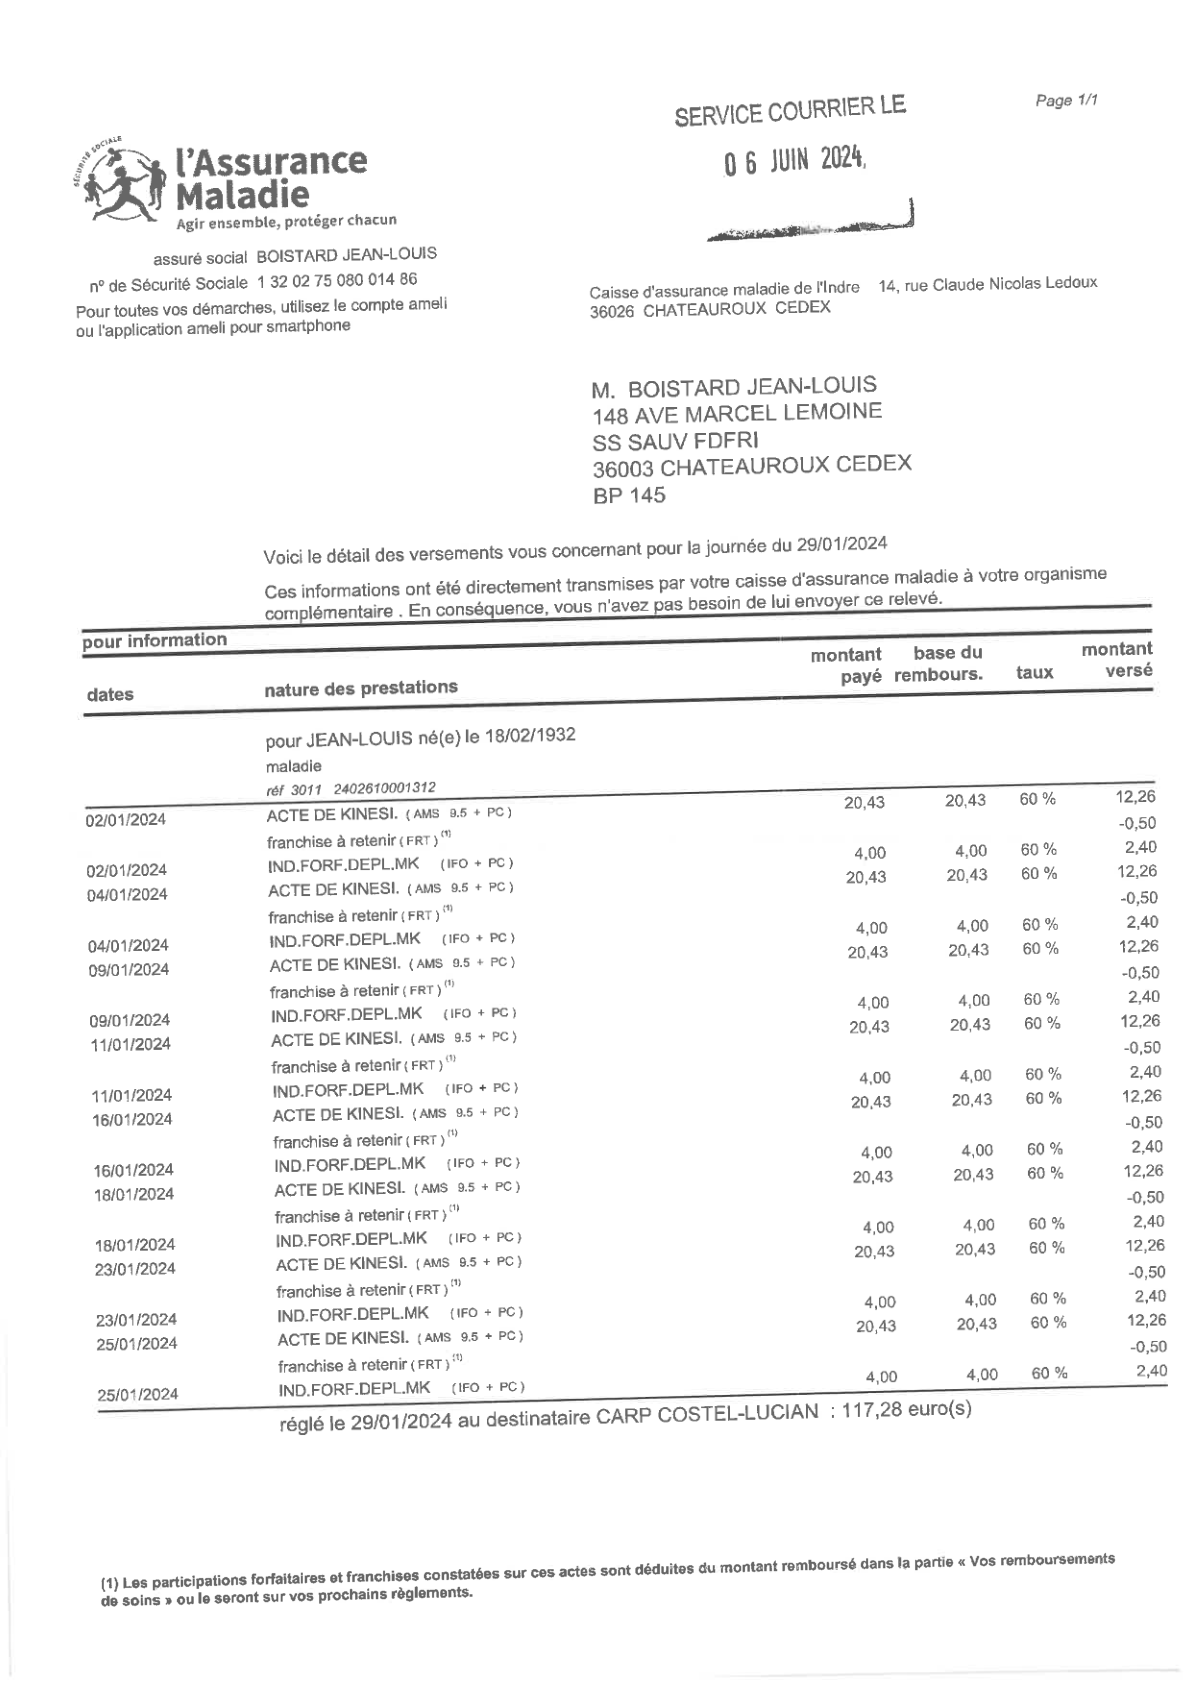 Page 1/1
SERVICE COURRIER LE
06 JUIN 2024
SÉCURITÉ SOCIALE
l'Assurance
Maladie
Agir ensemble, protéger chacun
assuré social BOISTARD JEAN-LOUIS
n° de Sécurité Sociale 1 32 02 75 080 014 86
Pour toutes vos démarches, utilisez le compte ameli
ou l'application ameli pour smartphone
Caisse d'assurance maladie de l'Indre 14, rue Claude Nicolas Ledoux
36026 CHATEAUROUX CEDEX
M. BOISTARD JEAN-LOUIS
148 AVE MARCEL LEMOINE
SS SAUV FDFRI
36003 CHATEAUROUX CEDEX
BP 145
Voici le détail des versements vous concernant pour la journée du 29/01/2024
Ces informations ont été directement transmises par votre caisse d'assurance maladie à votre organisme
complémentaire . En conséquence, vous n'avez pas besoin de lui envoyer ce relevé.
pour information
dates nature des prestations montant payé base du rembours. taux montant versé
pour JEAN-LOUIS né(e) le 18/02/1932
maladie
réf 3011 2402610001312
02/01/2024 ACTE DE KINESI. (AMS 9.5 + PC) 20,43 20,43 60 % 12,26
franchise à retenir (FRT) (1) -0,50
02/01/2024 IND.FORF.DEPL.MK (IFO + PC) 4,00 4,00 60 % 2,40
04/01/2024 ACTE DE KINESI. (AMS 9.5 + PC) 20,43 20,43 60 % 12,26
franchise à retenir (FRT) (1) -0,50
04/01/2024 IND.FORF.DEPL.MK (IFO + PC) 4,00 4,00 60 % 2,40
09/01/2024 ACTE DE KINESI. (AMS 9.5 + PC) 20,43 20,43 60 % 12,26
franchise à retenir (FRT) (1) -0,50
09/01/2024 IND.FORF.DEPL.MK (IFO + PC) 4,00 4,00 60 % 2,40
11/01/2024 ACTE DE KINESI. (AMS 9.5 + PC) 20,43 20,43 60 % 12,26
franchise à retenir (FRT) (1) -0,50
11/01/2024 IND.FORF.DEPL.MK (IFO + PC) 4,00 4,00 60 % 2,40
16/01/2024 ACTE DE KINESI. (AMS 9.5 + PC) 20,43 20,43 60 % 12,26
franchise à retenir (FRT) (1) -0,50
16/01/2024 IND.FORF.DEPL.MK (IFO + PC) 4,00 4,00 60 % 2,40
18/01/2024 ACTE DE KINESI. (AMS 9.5 + PC) 20,43 20,43 60 % 12,26
franchise à retenir (FRT) (1) -0,50
18/01/2024 IND.FORF.DEPL.MK (IFO + PC) 4,00 4,00 60 % 2,40
23/01/2024 ACTE DE KINESI. (AMS 9.5 + PC) 20,43 20,43 60 % 12,26
franchise à retenir (FRT) (1) -0,50
23/01/2024 IND.FORF.DEPL.MK (IFO + PC) 4,00 4,00 60 % 2,40
25/01/2024 ACTE DE KINESI. (AMS 9.5 + PC) 20,43 20,43 60 % 12,26
franchise à retenir (FRT) (1) -0,50
25/01/2024 IND.FORF.DEPL.MK (IFO + PC) 4,00 4,00 60 % 2,40
réglé le 29/01/2024 au destinataire CARP COSTEL-LUCIAN : 117,28 euro(s)
(1) Les participations forfaitaires et franchises constatées sur ces actes sont déduites du montant remboursé dans la partie « Vos remboursements
de soins » ou le seront sur vos prochains règlements.